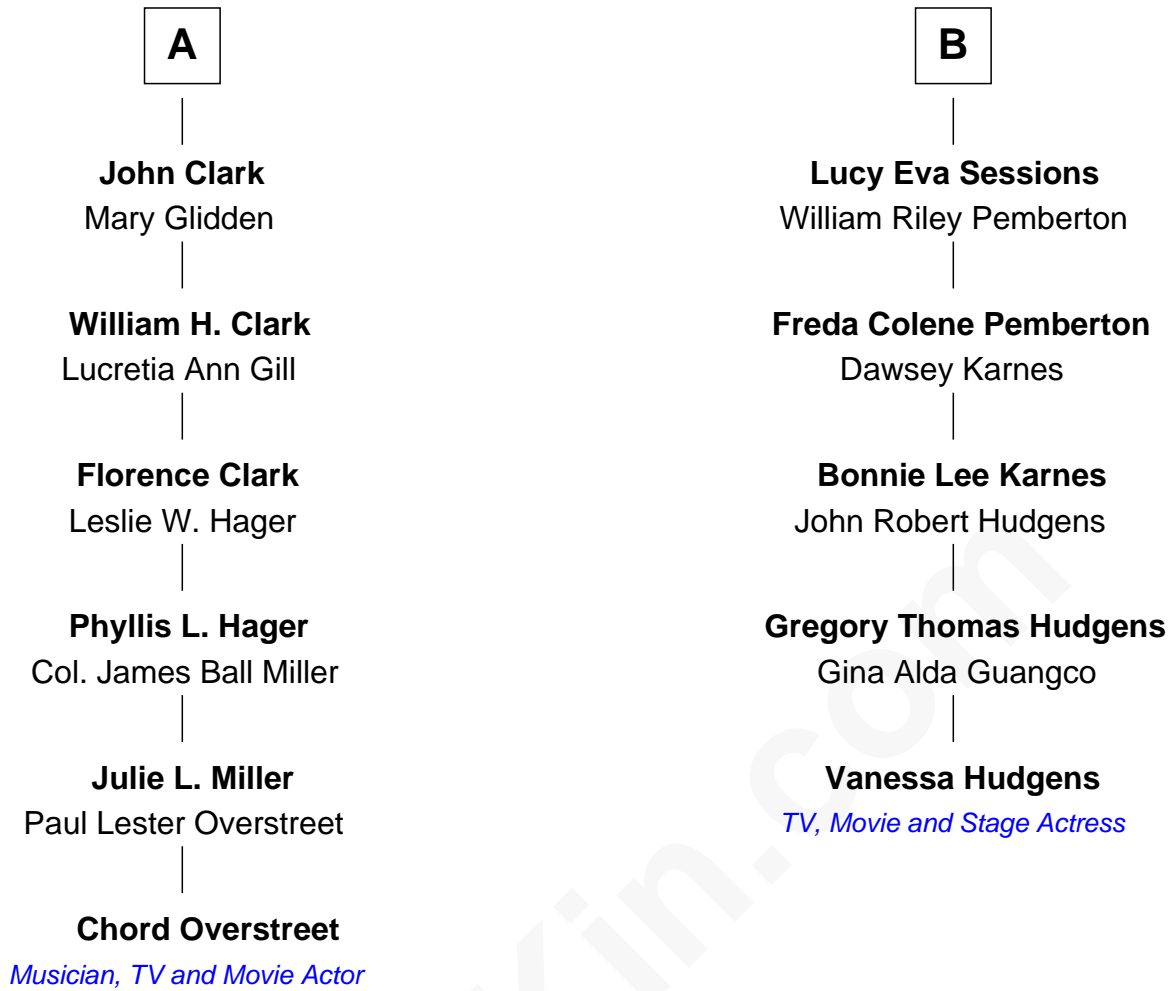 A
John Clark
Mary Glidden
William H. Clark
Lucretia Ann Gill
Florence Clark
Leslie W. Hager
Phyllis L. Hager
Col. James Ball Miller
Julie L. Miller
Paul Lester Overstreet
Chord Overstreet
Musician, TV and Movie Actor
B
Lucy Eva Sessions
William Riley Pemberton
Freda Colene Pemberton
Dawsey Karnes
Bonnie Lee Karnes
John Robert Hudgens
Gregory Thomas Hudgens
Gina Alda Guangco
Vanessa Hudgens
TV, Movie and Stage Actress
kin.com